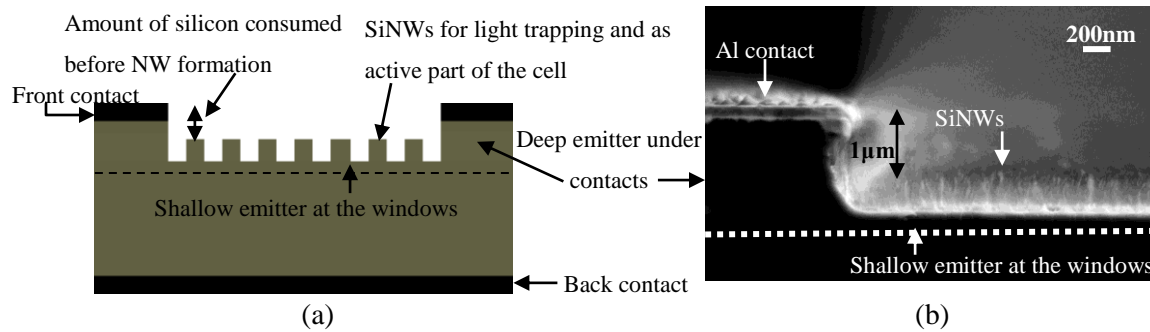 Amount of silicon consumed
before NW formation
Front contact
SiNWs for light trapping and as
active part of the cell
Deep emitter under
contacts
Shallow emitter at the windows
Back contact
(a)
200nm
Al contact
SiNWs
1µm
Shallow emitter at the windows
(b)